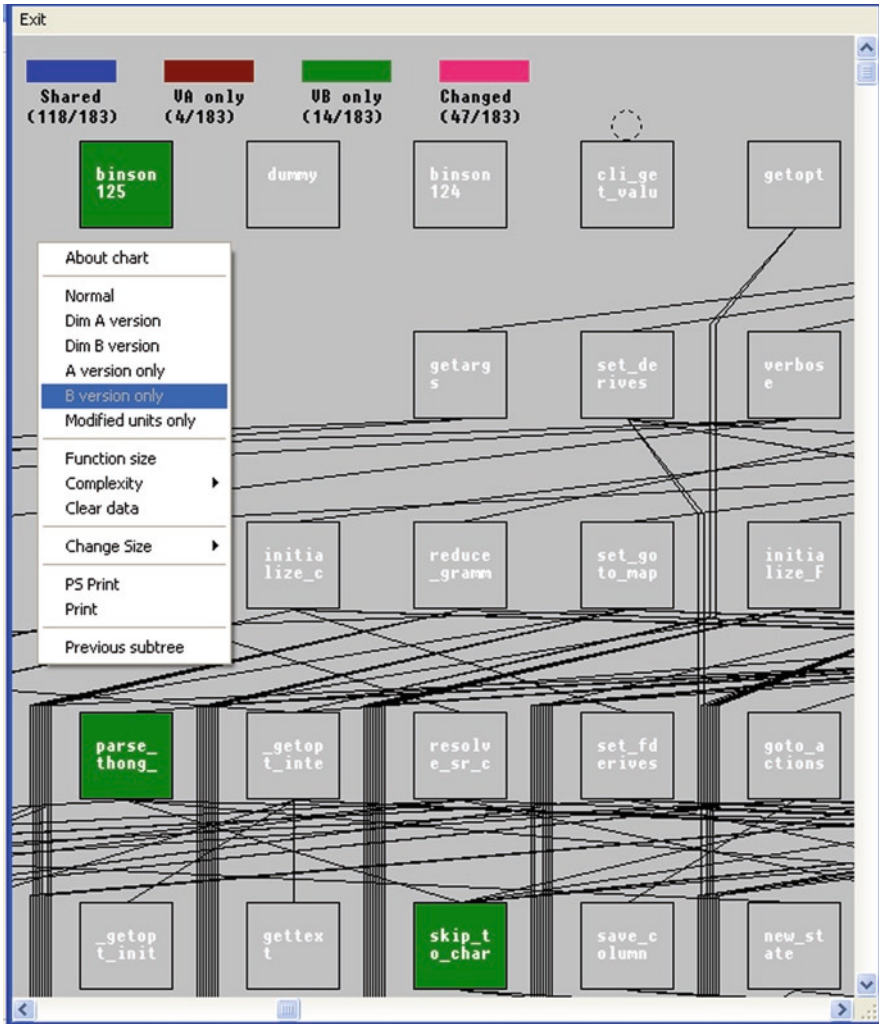 Exit
Shared VA only VB only Changed
(118/183) (4/183) (14/183) (47/183)
binson dummy binson cli_ge getopt
125 124 t_valu
About chart
Normal
Dim A version
Dim B version
A version only
B version only
Modified units only
Function size
Complexity
Clear data
Change Size
PS Print
Print
Previous subtree
getarg set_de verbos
s rives e
initia reduce set_go initia
lize_c _gramm to_map lize_F
parse_ _getop resolv set_fd goto_a
thong_ t_inte e_sr_c erives ctions
_getop gettex skip_t save_c new_st
t_init t o_char olumn ate